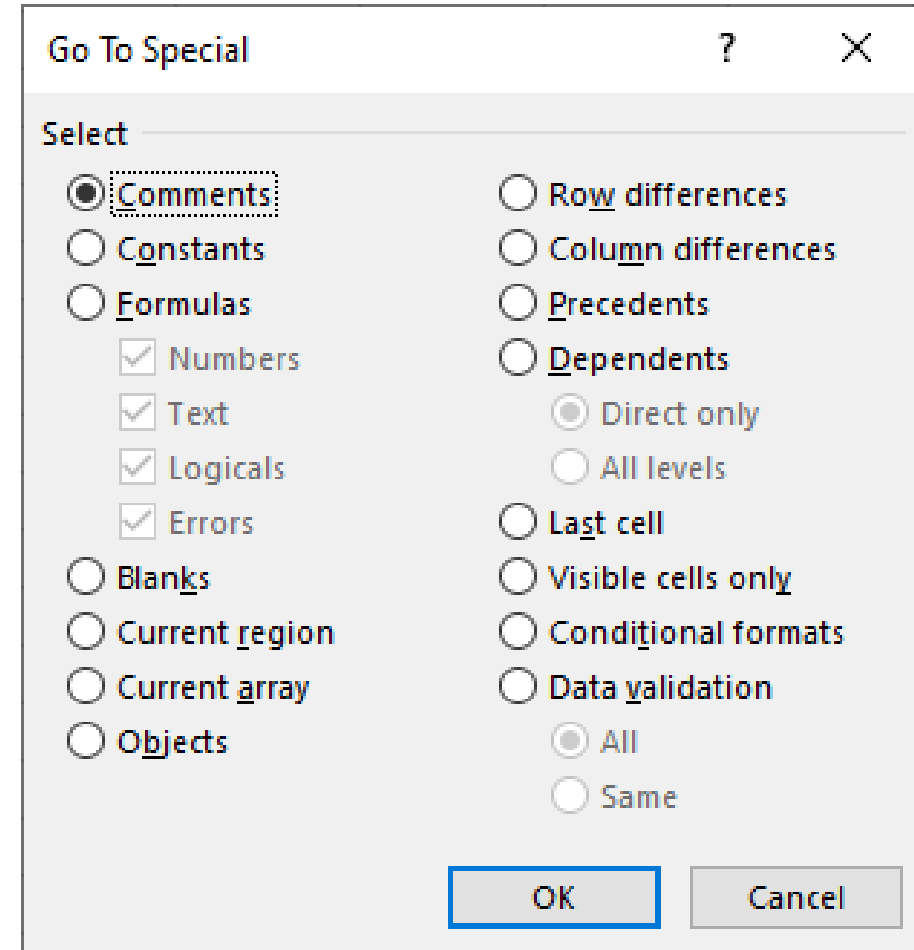 Go To Special ?
Select
Comments
Constants
Formulas
Numbers
Text
Logicals
Errors
Blanks
Current region
Current array
Objects
Row differences
Column differences
Precedents
Dependents
Direct only
All levels
Last cell
Visible cells only
Conditional formats
Data validation
All
Same
OK
Cancel